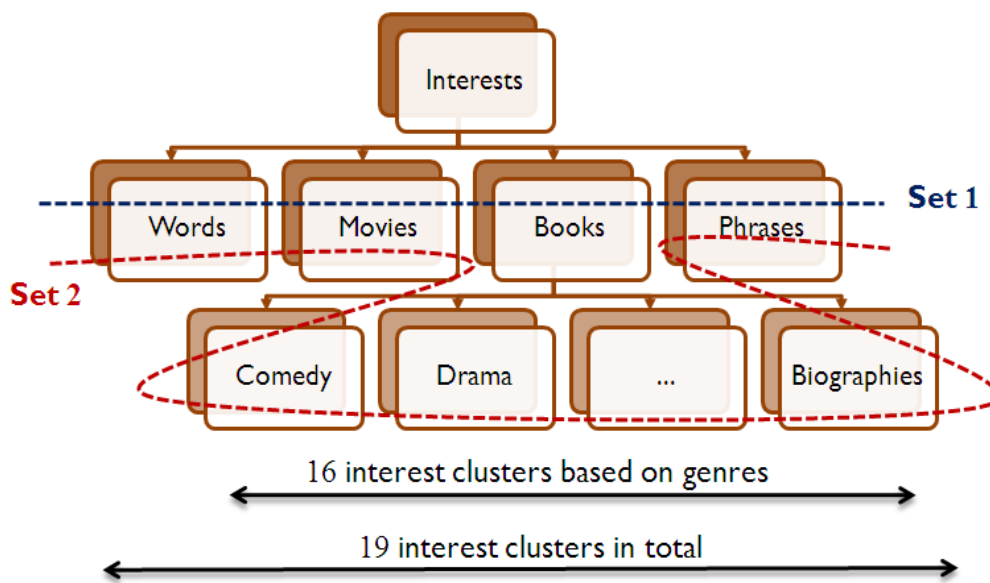 Interests
Set 1
Words
Movies
Books
Phrases
Set 2
Comedy
Drama
...
Biographies
16 interest clusters based on genres
19 interest clusters in total